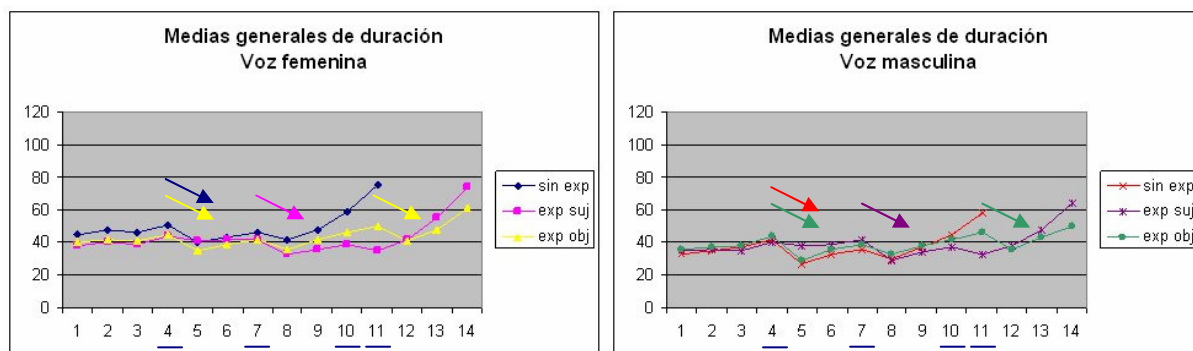 Medias generales de duración
Voz femenina
120
100
80
60
40
20
0
1 2 3 4 5 6 7 8 9 10 11 12 13 14
sin exp
exp suj
exp obj
Medias generales de duración
Voz masculina
120
100
80
60
40
20
0
1 2 3 4 5 6 7 8 9 10 11 12 13 14
sin exp
exp suj
exp obj